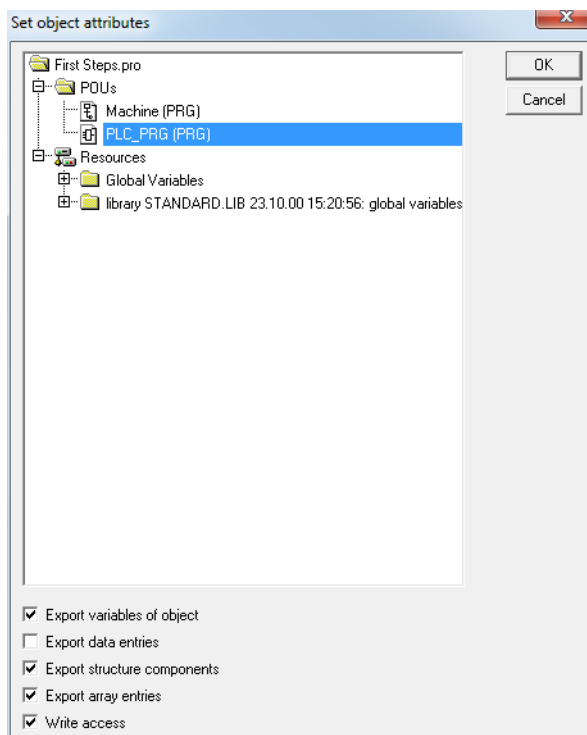 Set object attributes
First Steps.pro
OK
POUs
Cancel
Machine (PRG)
PLC_PRG (PRG)
Resources
Global Variables
library STANDARD.LIB 23.10.00 15:20:56: global variables
Export variables of object
Export data entries
Export structure components
Export array entries
Write access